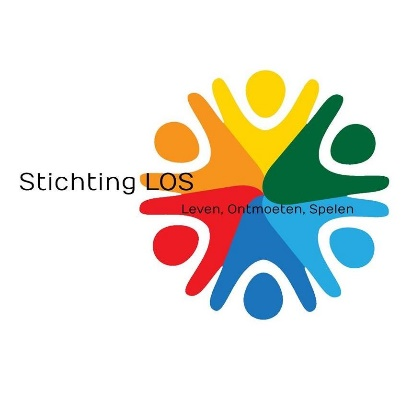 Stichting LOS
Leven, Ontmoeten, Spelen